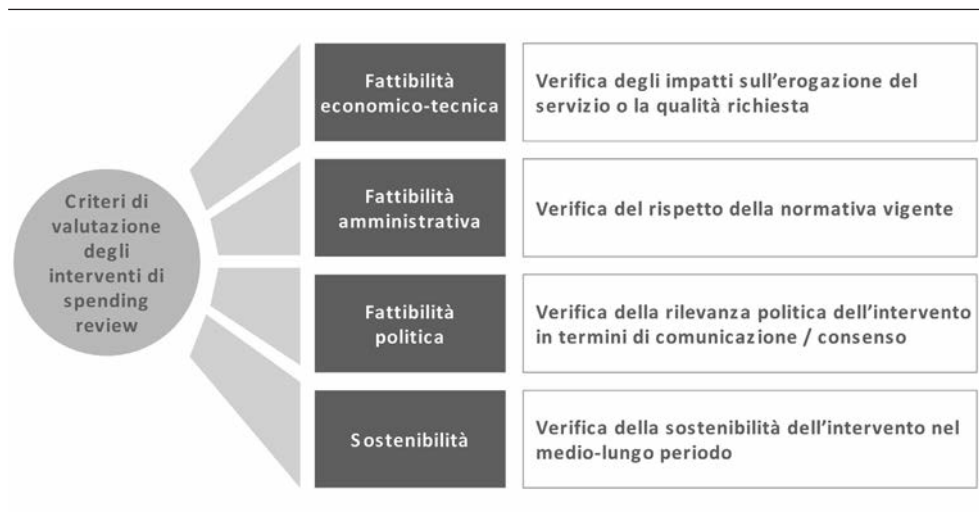 Criteri di
valutazione
degli
interventi di
spending
review
Fattibilità
economico-tecnica
Verifica degli impatti sull’erogazione del
servizio o la qualità richiesta
Fattibilità
amministrativa
Verifica del rispetto della normativa vigente
Fattibilità
politica
Verifica della rilevanza politica dell’intervento
in termini di comunicazione / consenso
Sostenibilità
Verifica della sostenibilità dell’intervento nel
medio-lungo periodo